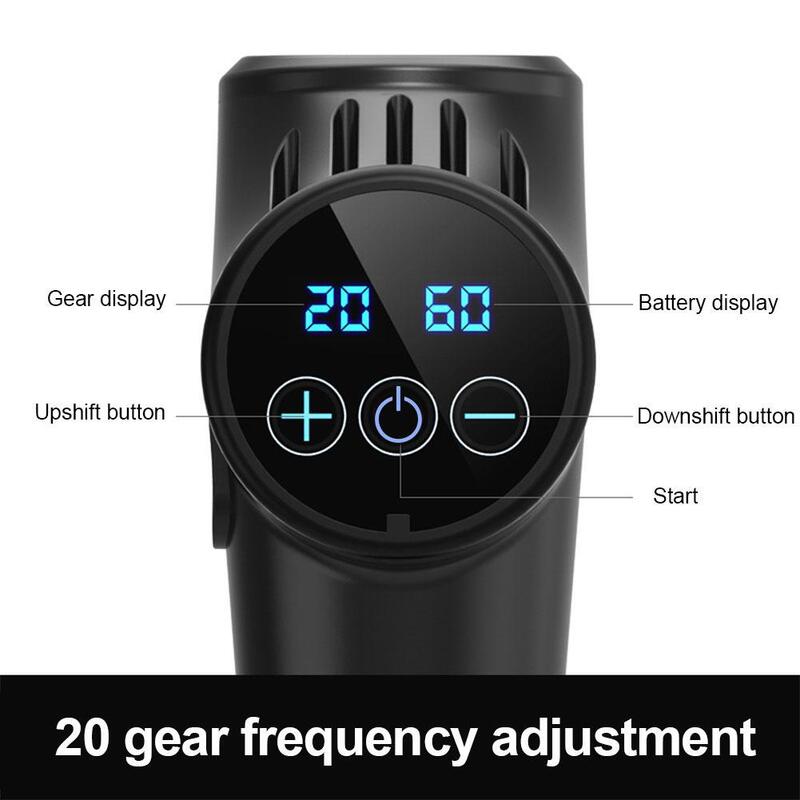 20 60
Gear display
Battery display
Upshift button
Downshift button
Start
20 gear frequency adjustment